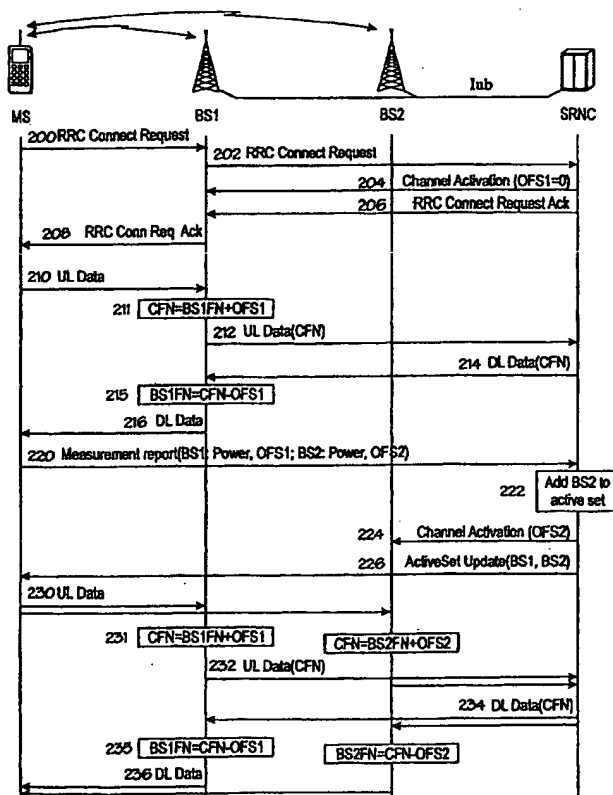 Iub
MS BS1 BS2 SRNC
200 RRC Connect Request
202 RRC Connect Request
204 Channel Activation (OFS1=0)
206 RRC Connect Request Ack
208 RRC Conn Req Ack
210 UL Data
211 CFN=BS1FN+OFS1
212 UL Data(CFN)
214 DL Data(CFN)
215 BS1FN=CFN-OFS1
216 DL Data
220 Measurement report(BS1: Power, OFS1; BS2: Power, OFS2)
222 Add BS2 to
active set
224 Channel Activation (OFS2)
226 ActiveSet Update(BS1, BS2)
230 UL Data
231 CFN=BS1FN+OFS1 CFN=BS2FN+OFS2
232 UL Data(CFN)
234 DL Data(CFN)
235 BS1FN=CFN-OFS1 BS2FN=CFN-OFS2
236 DL Data